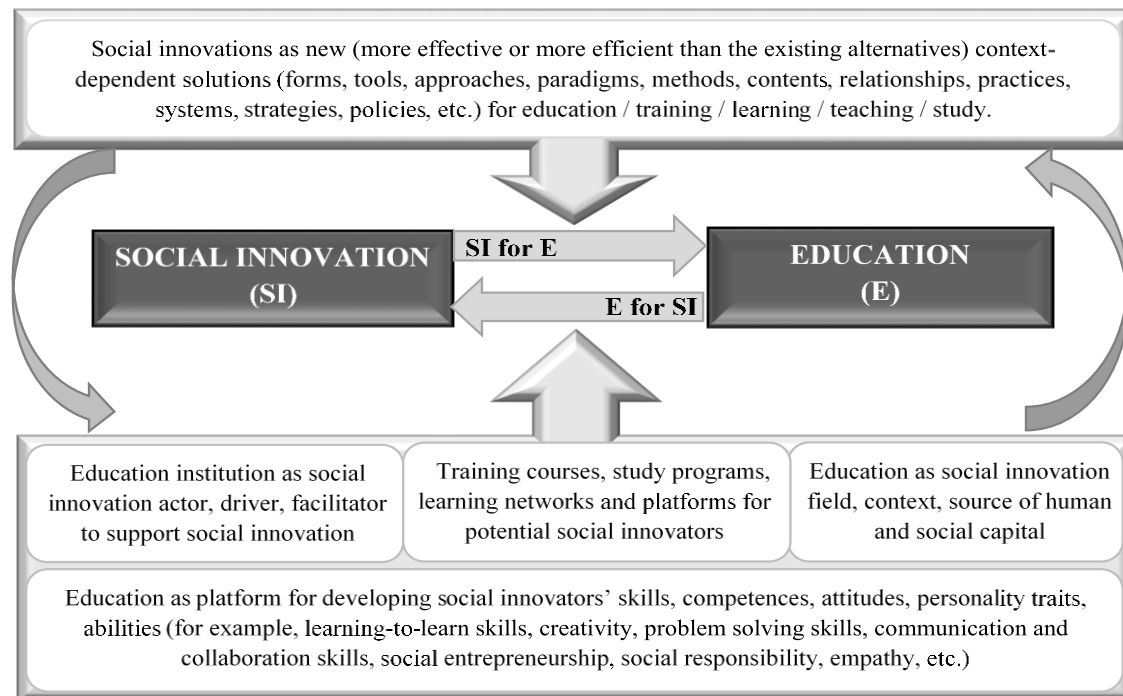 Social innovations as new (more effective or more efficient than the existing alternatives) context-
dependent solutions (forms, tools, approaches, paradigms, methods, contents, relationships, practices,
systems, strategies, policies, etc.) for education / training / learning / teaching / study.
SOCIAL INNOVATION
(SI)
SI for E
E for SI
EDUCATION
(E)
Education institution as social
innovation actor, driver, facilitator
to support social innovation
Training courses, study programs,
learning networks and platforms for
potential social innovators
Education as social innovation
field, context, source of human
and social capital
Education as platform for developing social innovators’ skills, competences, attitudes, personality traits,
abilities (for example, learning-to-learn skills, creativity, problem solving skills, communication and
collaboration skills, social entrepreneurship, social responsibility, empathy, etc.)